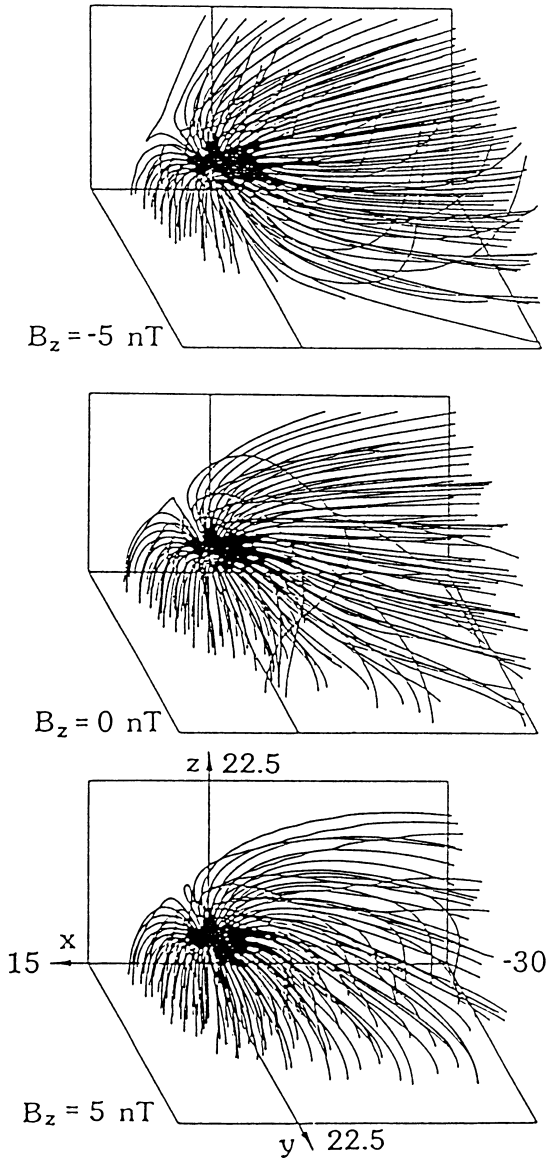 B_z = -5 nT
B_z = 0 nT
z 22.5
x
15
-30
B_z = 5 nT
y 22.5